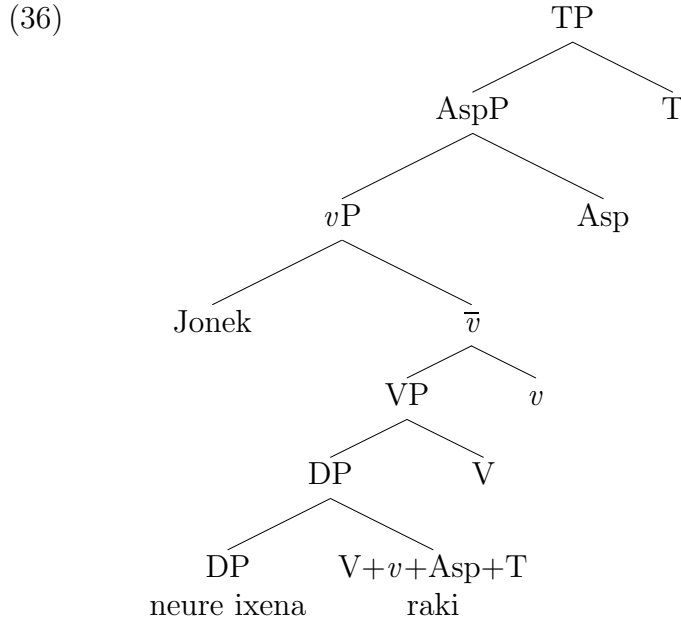 (36)
TP
AspP T
vP Asp
Jonek v̅
VP v
DP V
DP V+v+Asp+T
neure ixena raki